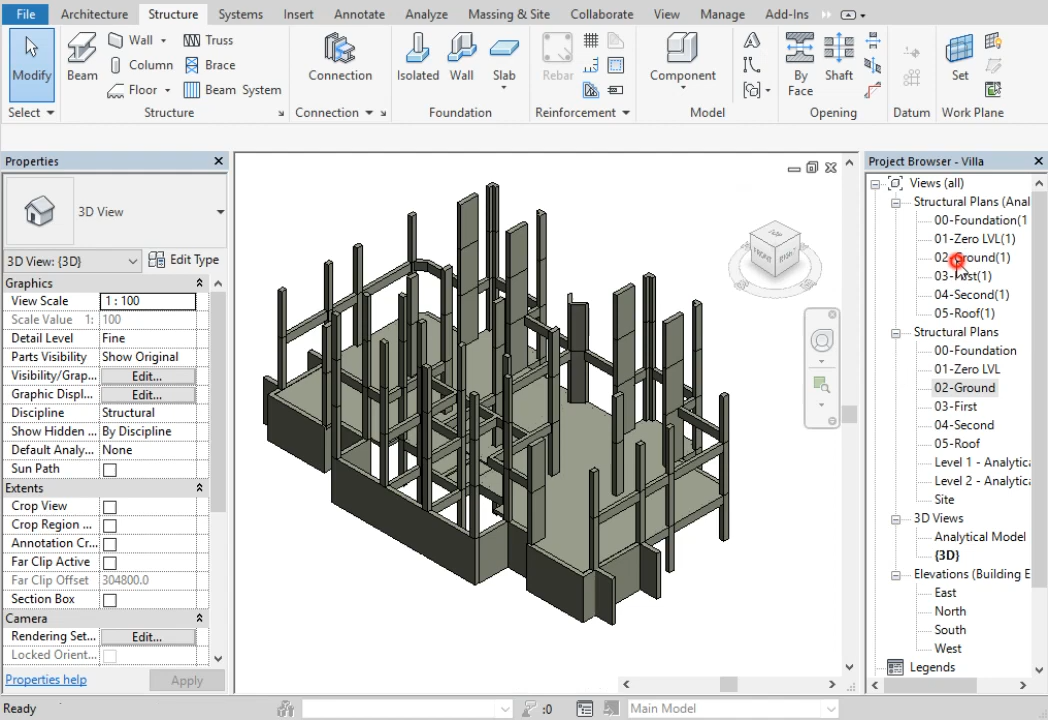 File Architecture Structure Systems Insert Annotate Analyze Massing & Site Collaborate View Manage Add-Ins
Modify Beam Wall Column Floor Truss Brace Beam System Connection Isolated Wall Slab Rebar Component By Face Shaft Set
Select Structure Connection Foundation Reinforcement Model Opening Datum Work Plane
Properties
3D View
3D View: {3D} Edit Type
Graphics
View Scale 1 : 100
Scale Value 1: 100
Detail Level Fine
Parts Visibility Show Original
Visibility/Grap... Edit...
Graphic Displ... Edit...
Discipline Structural
Show Hidden ... By Discipline
Default Analy... None
Sun Path
Extents
Crop View
Crop Region ...
Annotation Cr...
Far Clip Active
Far Clip Offset 304800.0
Section Box
Camera
Rendering Set... Edit...
Locked Orient...
Properties help Apply
TOP
FRONT
RIGHT
Project Browser - Villa
Views (all)
Structural Plans (Anal
00-Foundation(1
01-Zero LVL(1)
02-Ground(1)
03-First(1)
04-Second(1)
05-Roof(1)
Structural Plans
00-Foundation
01-Zero LVL
02-Ground
03-First
04-Second
05-Roof
Level 1 - Analytica
Level 2 - Analytica
Site
3D Views
Analytical Model
{3D}
Elevations (Building E
East
North
South
West
Legends
Ready :0 Main Model